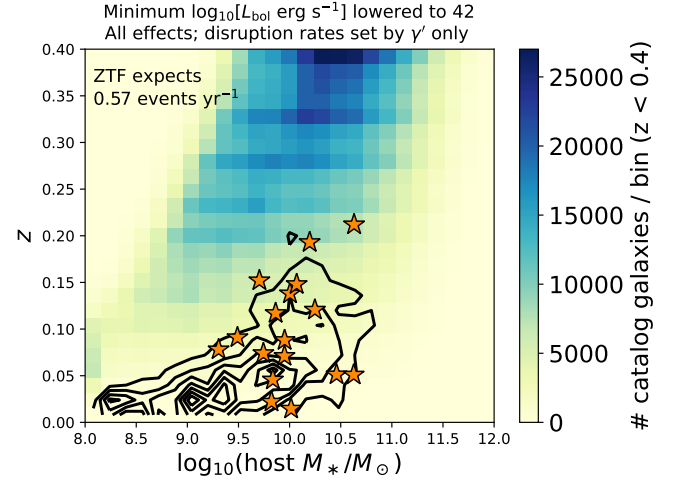 Minimum log₁₀[L_bol erg s⁻¹] lowered to 42
All effects; disruption rates set by γ′ only
ZTF expects
0.57 events yr⁻¹
z
0.40
0.35
0.30
0.25
0.20
0.15
0.10
0.05
0.00
8.0 8.5 9.0 9.5 10.0 10.5 11.0 11.5 12.0
log₁₀(host M_*/M_⊙)
25000
20000
15000
10000
5000
0
# catalog galaxies / bin (z < 0.4)